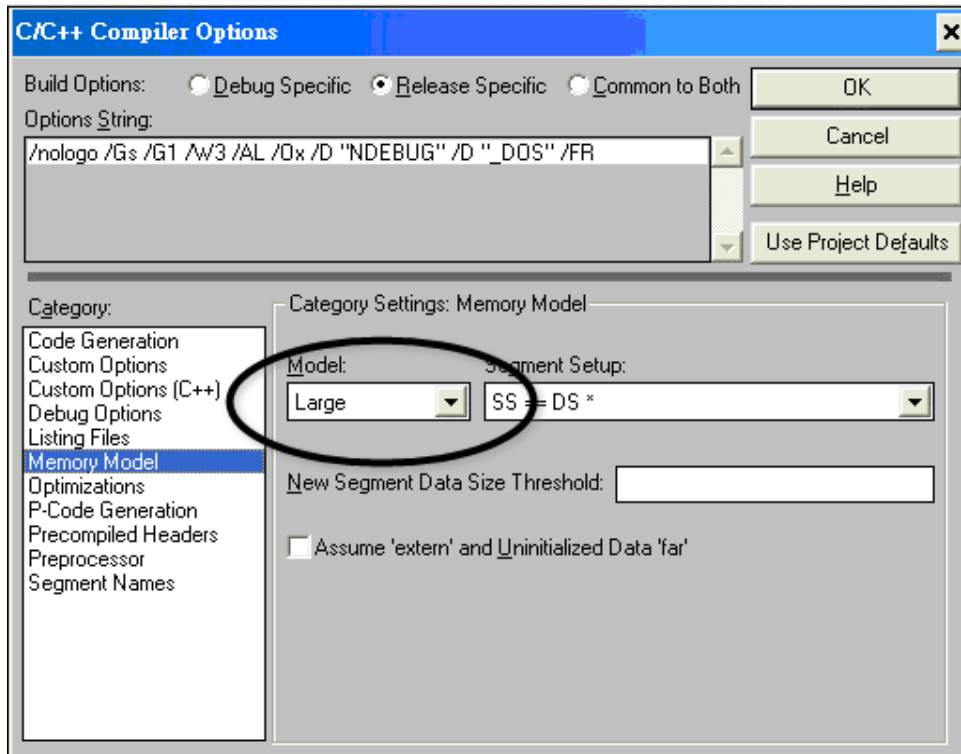 C/C++ Compiler Options
Build Options: Debug Specific Release Specific Common to Both
OK
Options String:
Cancel
/nologo /Gs /G1 /W3 /AL /Ox /D "NDEBUG" /D "_DOS" /FR
Help
Use Project Defaults
Category:
Code Generation
Custom Options
Custom Options (C++)
Debug Options
Listing Files
Memory Model
Optimizations
P-Code Generation
Precompiled Headers
Preprocessor
Segment Names
Category Settings: Memory Model
Model: Segment Setup:
Large SS == DS *
New Segment Data Size Threshold:
Assume 'extern' and Uninitialized Data 'far'